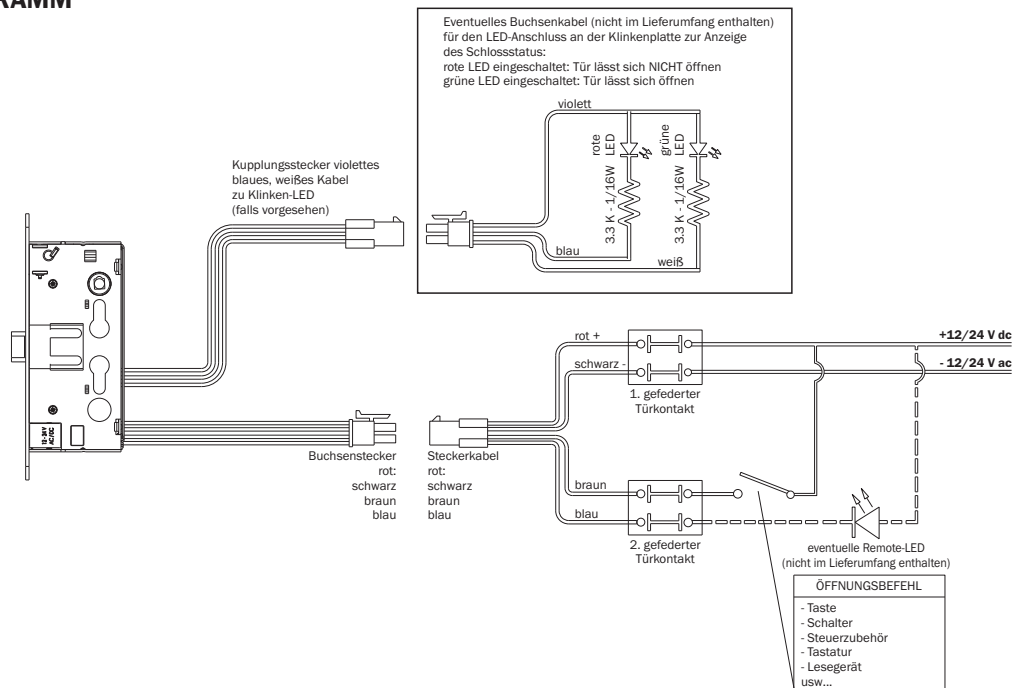 Eventuelles Buchsenkabel (nicht im Lieferumfang enthalten)
für den LED-Anschluss an der Klinkenplatte zur Anzeige
des Schlossstatus:
rote LED eingeschaltet: Tür lässt sich NICHT öffnen
grüne LED eingeschaltet: Tür lässt sich öffnen
violett
rote
LED
grüne
LED
3.3 K - 1/16W
3.3 K - 1/16W
blau
weiß
Kupplungsstecker violettes
blaues, weißes Kabel
zu Klinken-LED
(falls vorgesehen)
12-24V
AC/DC
rot +
schwarz -
+12/24 V dc
- 12/24 V ac
1. gefederter
Türkontakt
Buchsenstecker
rot:
schwarz
braun
blau
Steckerkabel
rot:
schwarz
braun
blau
braun
blau
2. gefederter
Türkontakt
eventuelle Remote-LED
(nicht im Lieferumfang enthalten)
ÖFFNUNGSBEFEHL
- Taste
- Schalter
- Steuerzubehör
- Tastatur
- Lesegerät
usw...